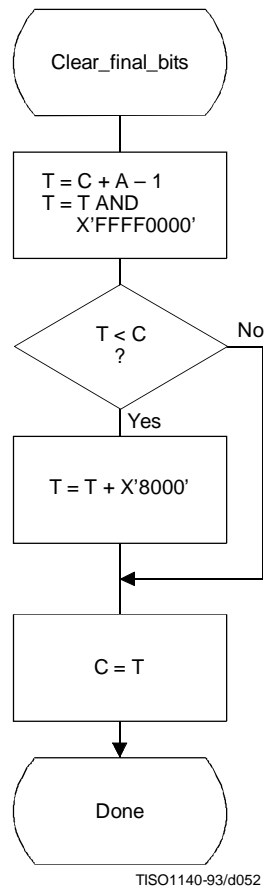 Clear_final_bits
T = C + A – 1
T = T AND
X'FFFF0000'
T < C
?
No
Yes
T = T + X'8000'
C = T
Done
TISO1140-93/d052